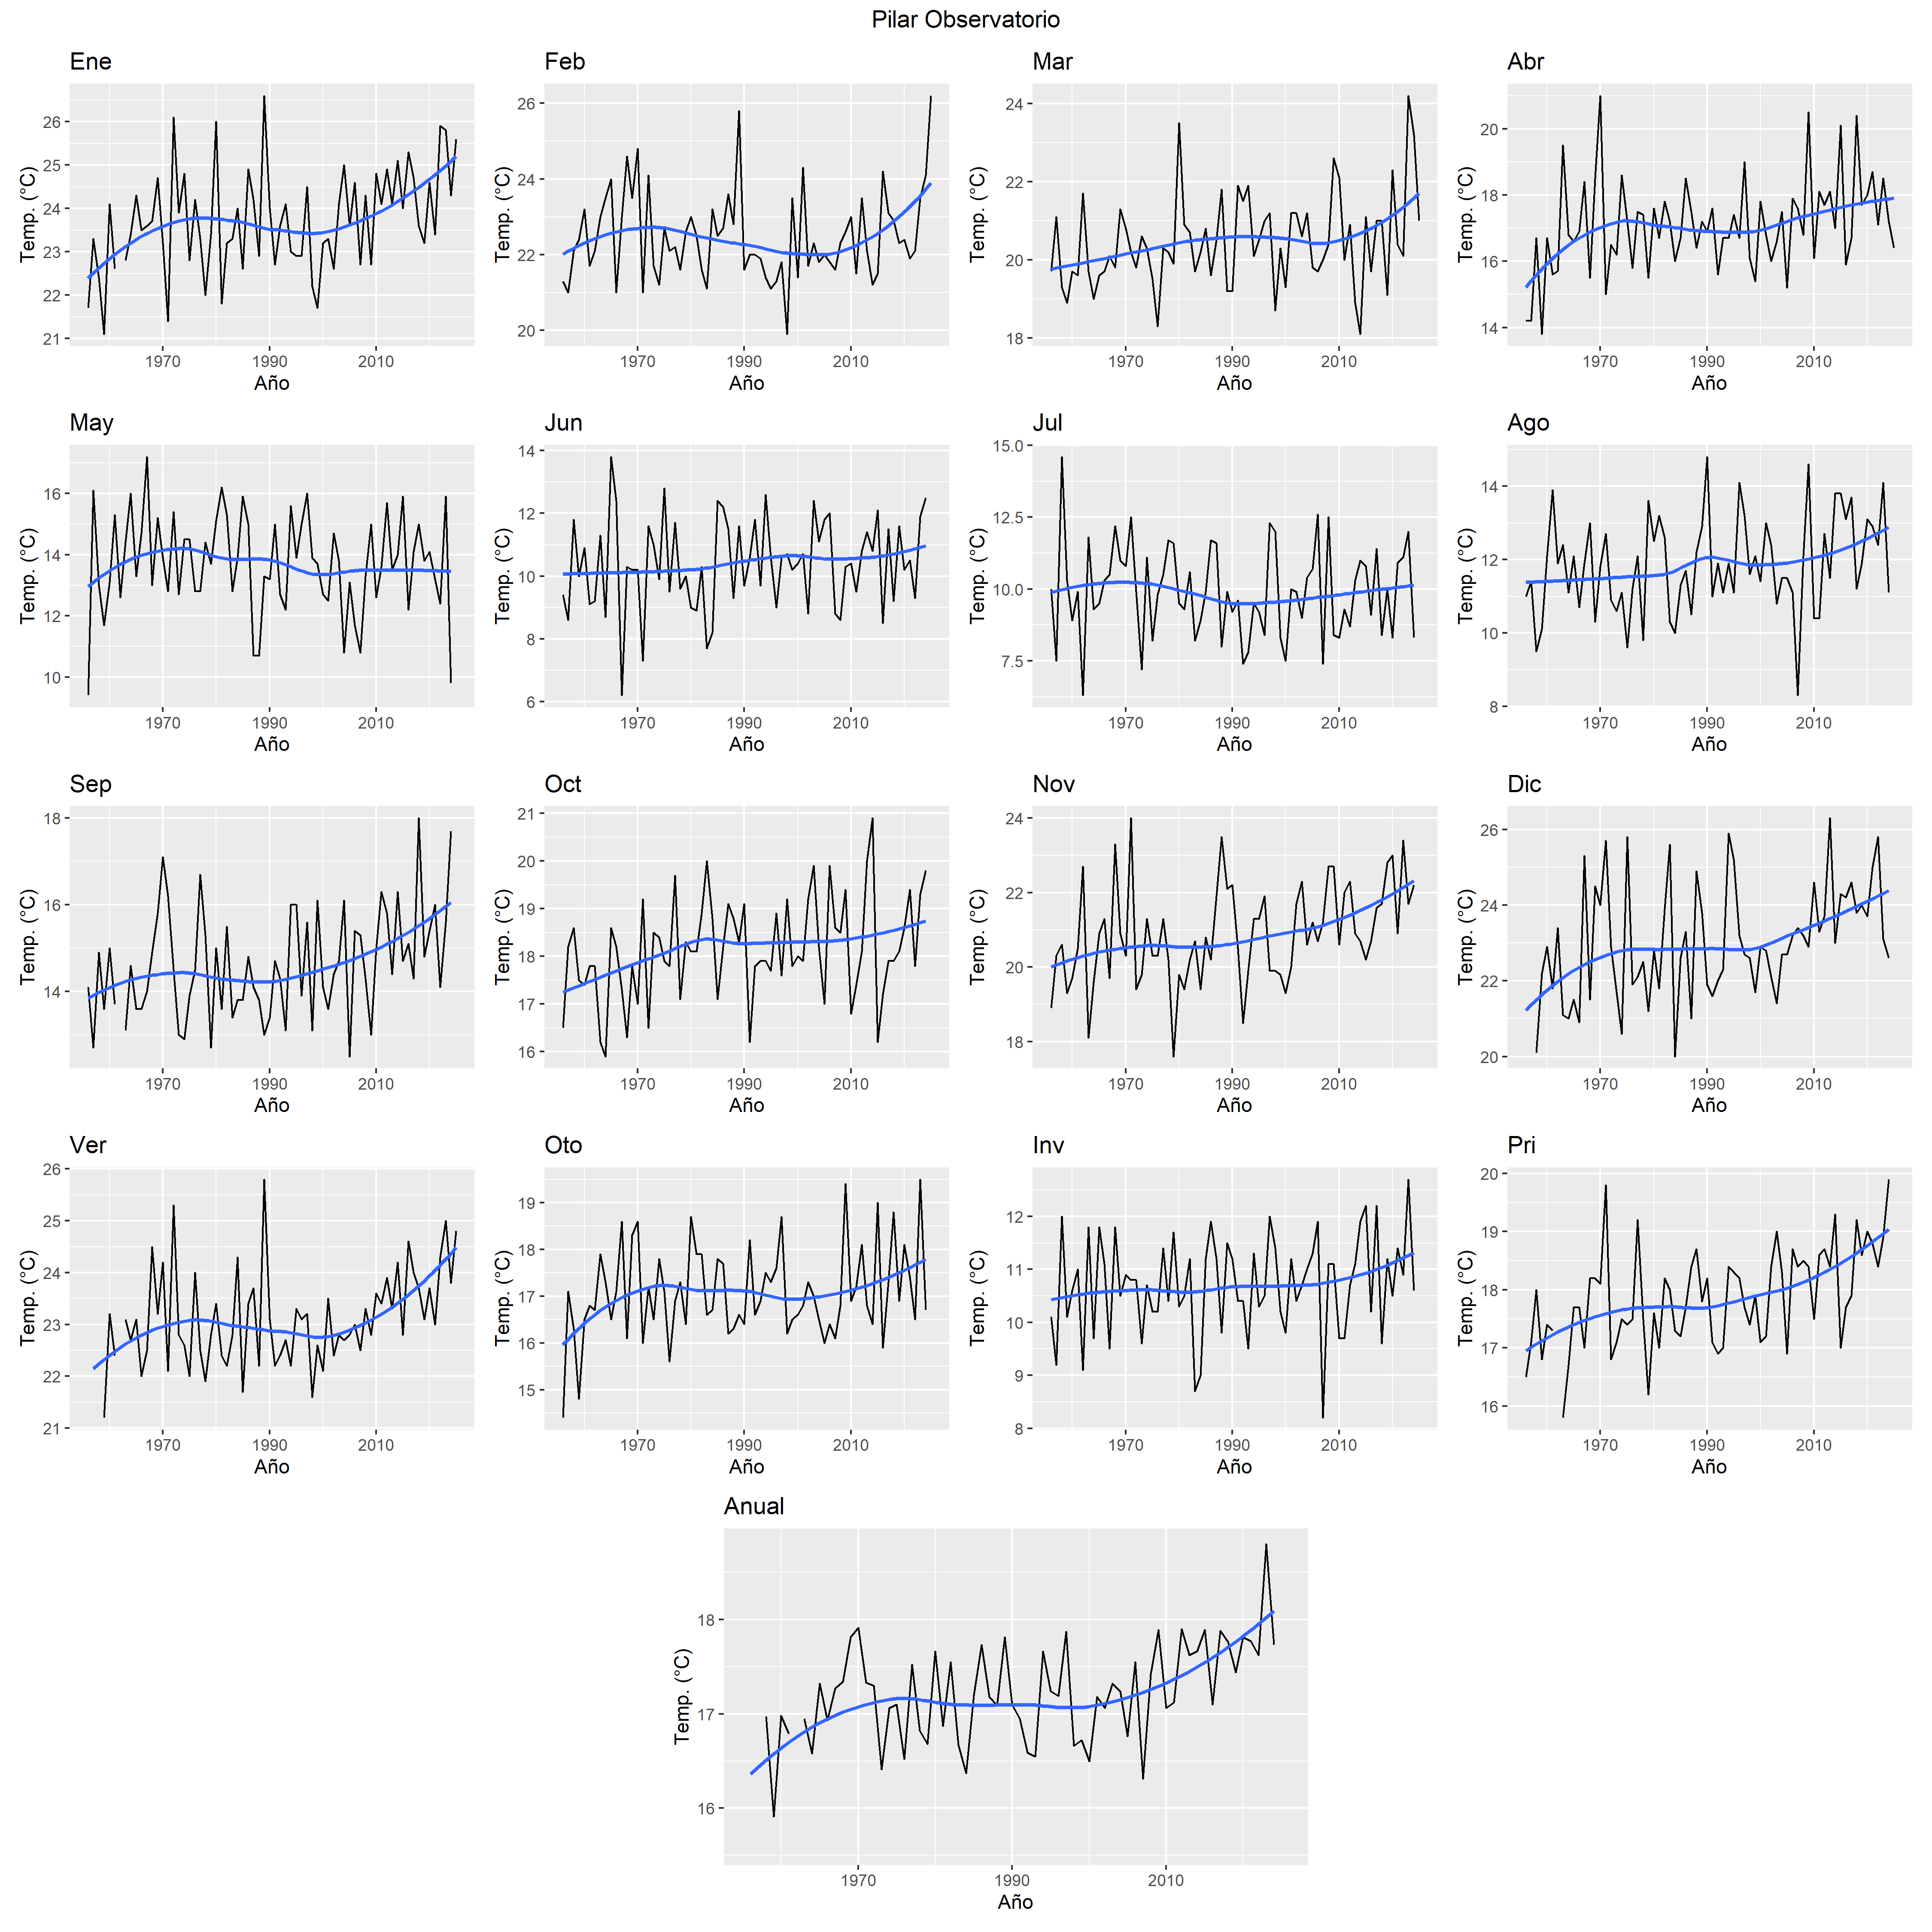 Pilar Observatorio
Ene Feb Mar Abr
Temp. (°C) 26 25 24 23 22 21
1970 1990 2010
Año
Temp. (°C) 26 24 22 20
1970 1990 2010
Año
Temp. (°C) 24 22 20 18
1970 1990 2010
Año
Temp. (°C) 20 18 16 14
1970 1990 2010
Año
May Jun Jul Ago
Temp. (°C) 16 14 12 10
1970 1990 2010
Año
Temp. (°C) 14 12 10 8 6
1970 1990 2010
Año
Temp. (°C) 15.0 12.5 10.0 7.5
1970 1990 2010
Año
Temp. (°C) 14 12 10 8
1970 1990 2010
Año
Sep Oct Nov Dic
Temp. (°C) 18 16 14
1970 1990 2010
Año
Temp. (°C) 21 20 19 18 17 16
1970 1990 2010
Año
Temp. (°C) 24 22 20 18
1970 1990 2010
Año
Temp. (°C) 26 24 22 20
1970 1990 2010
Año
Ver Oto Inv Pri
Temp. (°C) 26 25 24 23 22 21
1970 1990 2010
Año
Temp. (°C) 19 18 17 16 15
1970 1990 2010
Año
Temp. (°C) 12 11 10 9 8
1970 1990 2010
Año
Temp. (°C) 20 19 18 17 16
1970 1990 2010
Año
Anual
Temp. (°C) 18 17 16
1970 1990 2010
Año